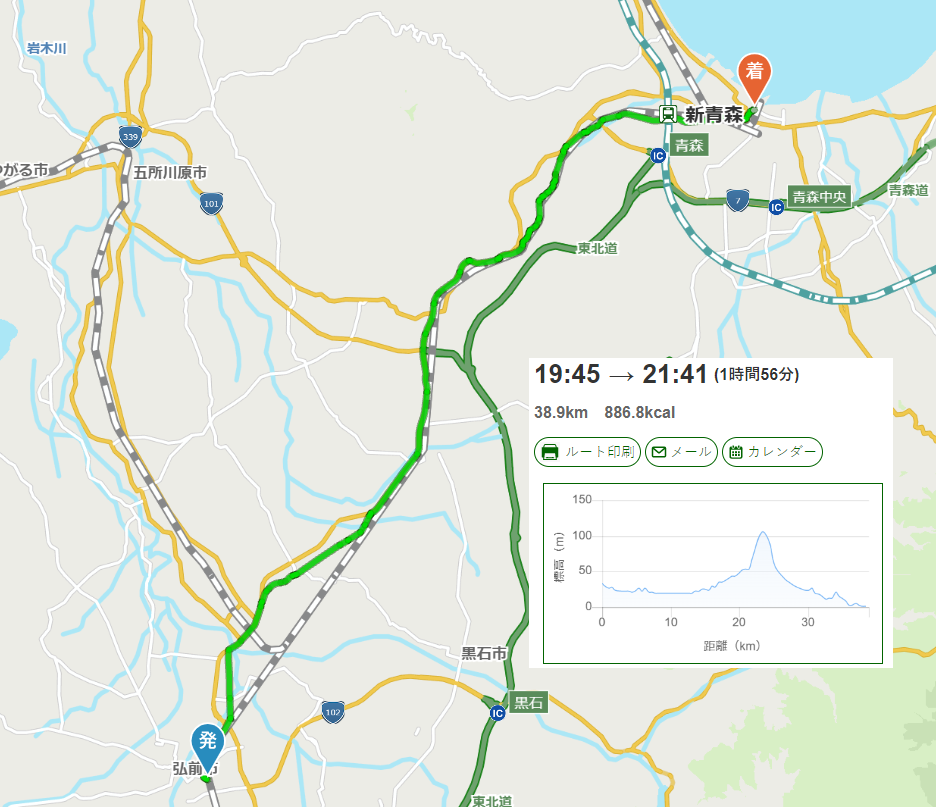 岩木川
着
新青森
339
青森
IC
つがる市
五所川原市
101
7
IC
青森中央
青森道
東北道
19:45 → 21:41 (1時間56分)
38.9km 886.8kcal
ルート印刷 メール カレンダー
150
100
50
0
標高（m）
0 10 20 30
距離（km）
黒石市
IC
黒石
102
発
弘前市
東北道